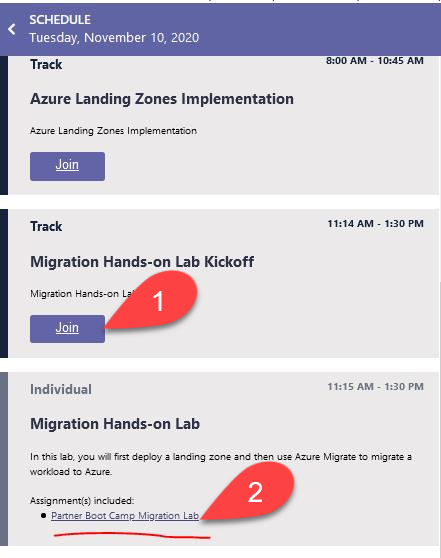 SCHEDULE
Tuesday, November 10, 2020
Track 8:00 AM - 10:45 AM
Azure Landing Zones Implementation
Azure Landing Zones Implementation
Join
Track 11:14 AM - 1:30 PM
Migration Hands-on Lab Kickoff
Migration Hands-on
1
Join
Individual 11:15 AM - 1:30 PM
Migration Hands-on Lab
In this lab, you will first deploy a landing zone and then use Azure Migrate to migrate a
workload to Azure.
2
Assignment(s) included:
• Partner Boot Camp Migration Lab